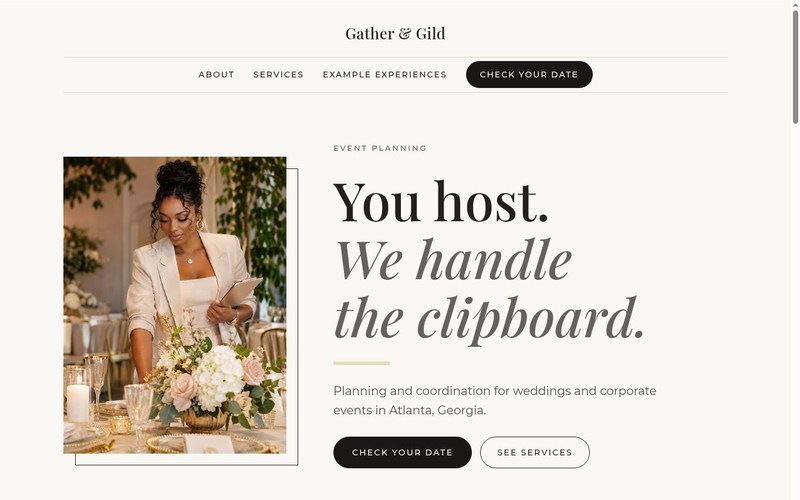 Gather & Gild
ABOUT
SERVICES
EXAMPLE EXPERIENCES
CHECK YOUR DATE
EVENT PLANNING
You host.
We handle
the clipboard.
Planning and coordination for weddings and corporate
events in Atlanta, Georgia.
CHECK YOUR DATE
SEE SERVICES